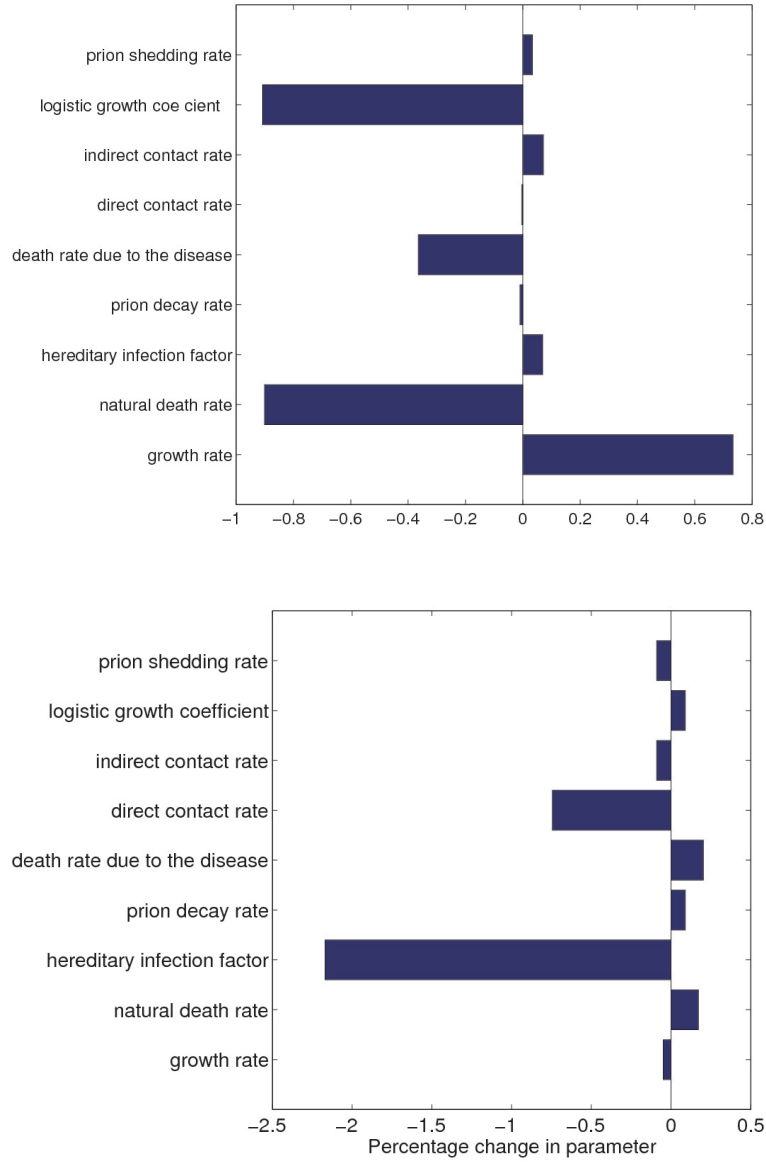 prion shedding rate
logistic growth coe cient
indirect contact rate
direct contact rate
death rate due to the disease
prion decay rate
hereditary infection factor
natural death rate
growth rate
−1 −0.8 −0.6 −0.4 −0.2 0 0.2 0.4 0.6 0.8
prion shedding rate
logistic growth coefficient
indirect contact rate
direct contact rate
death rate due to the disease
prion decay rate
hereditary infection factor
natural death rate
growth rate
−2.5 −2 −1.5 −1 −0.5 0 0.5
Percentage change in parameter